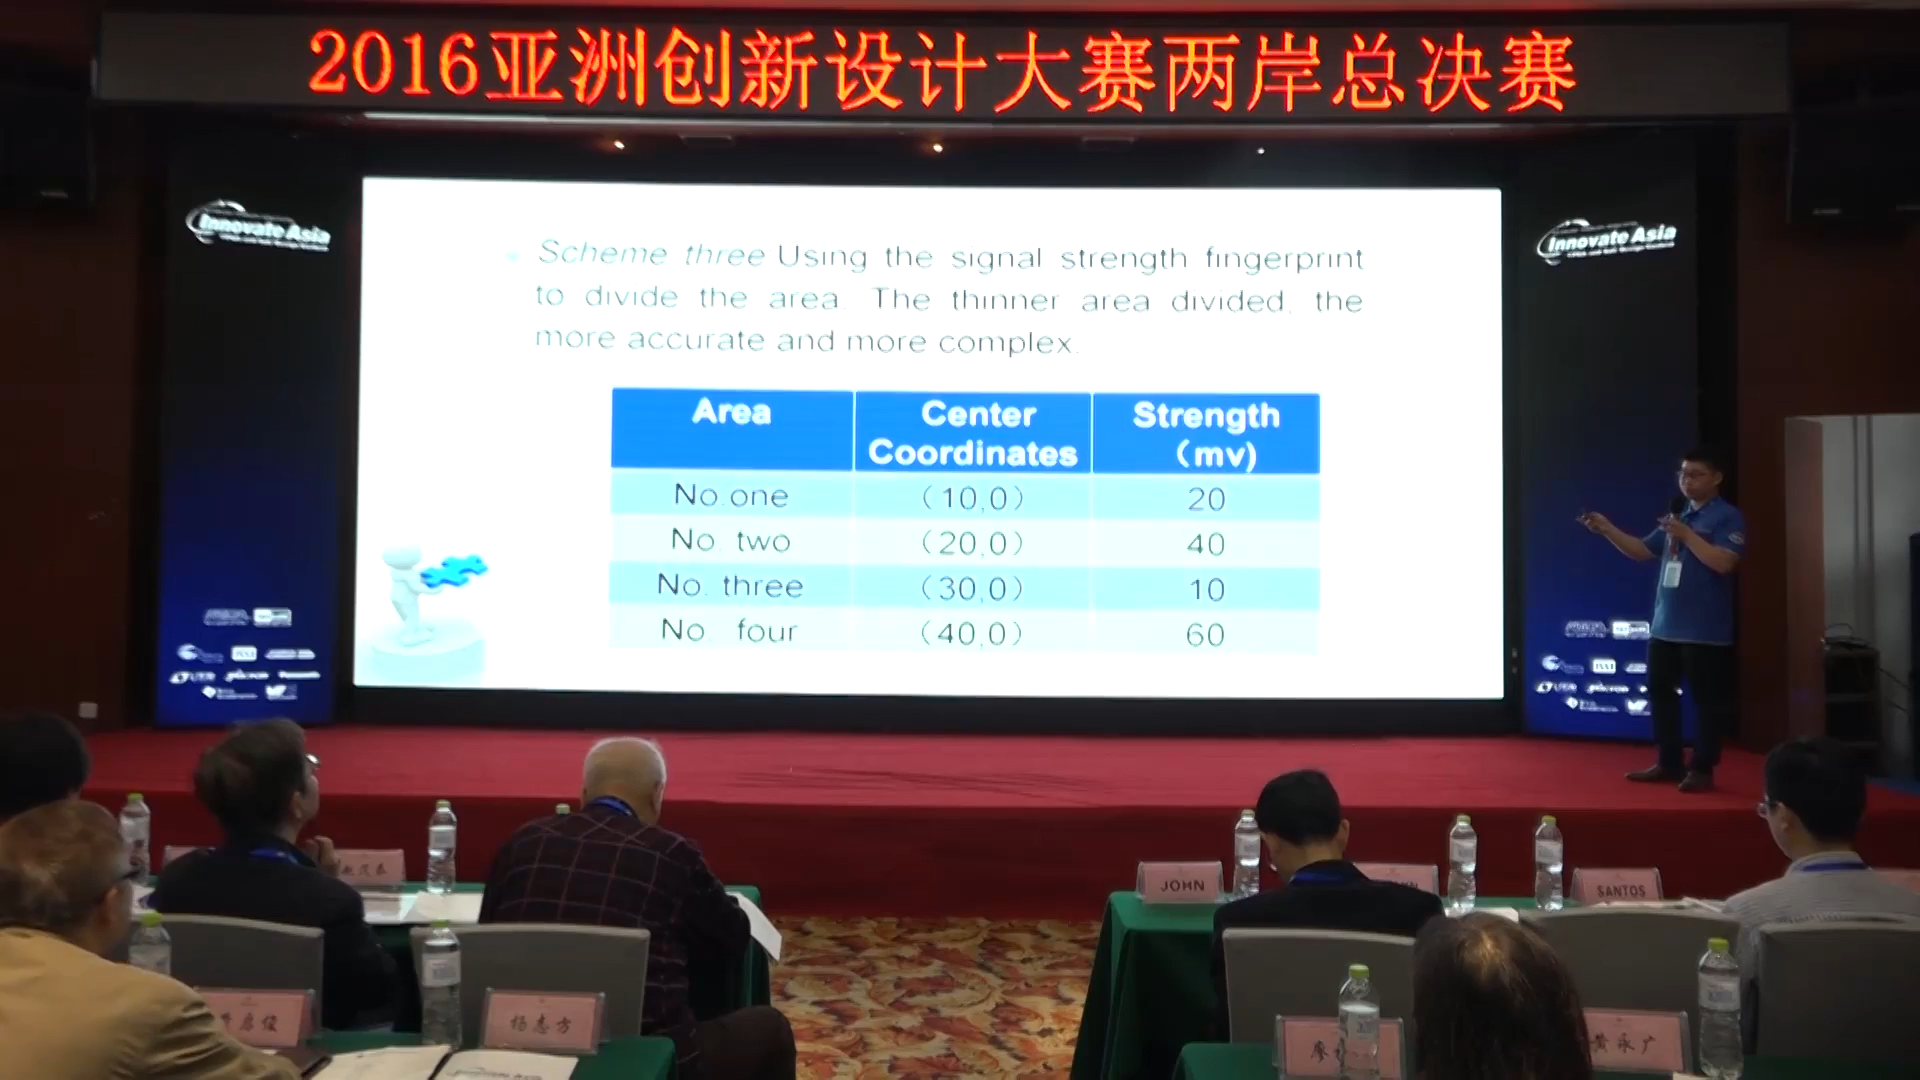 2016亚洲创新设计大赛两岸总决赛
Innovate Asia
Innovate Asia
Scheme three Using the signal strength fingerprint
to divide the area. The thinner area divided, the
more accurate and more complex.
Area Center Coordinates Strength (mv)
No.one (10,0) 20
No. two (20,0) 40
No. three (30,0) 10
No. four (40,0) 60
JOHN
SANTOS
杨志方
黄承广